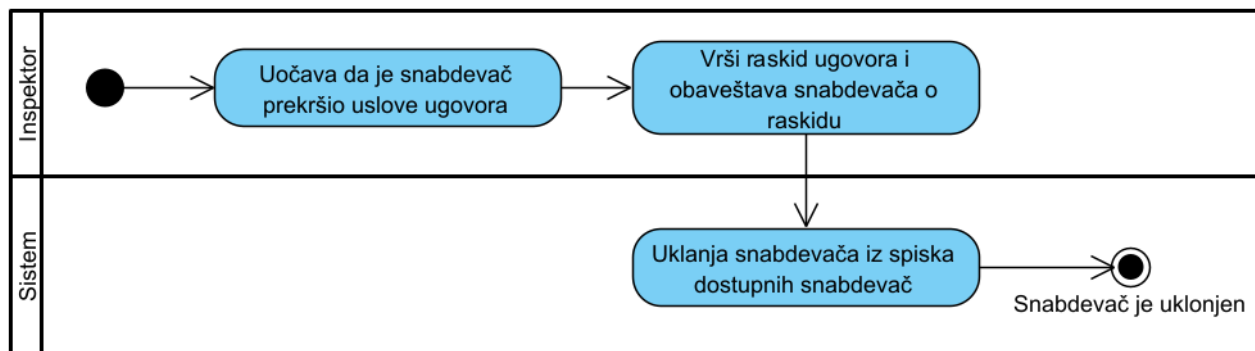 Inspektor
Uočava da je snabdevač
prekršio uslove ugovora
Vrši raskid ugovora i
obaveštava snabdevača o
raskidu
Sistem
Uklanja snabdevača iz spiska
dostupnih snabdevač
Snabdevač je uklonjen